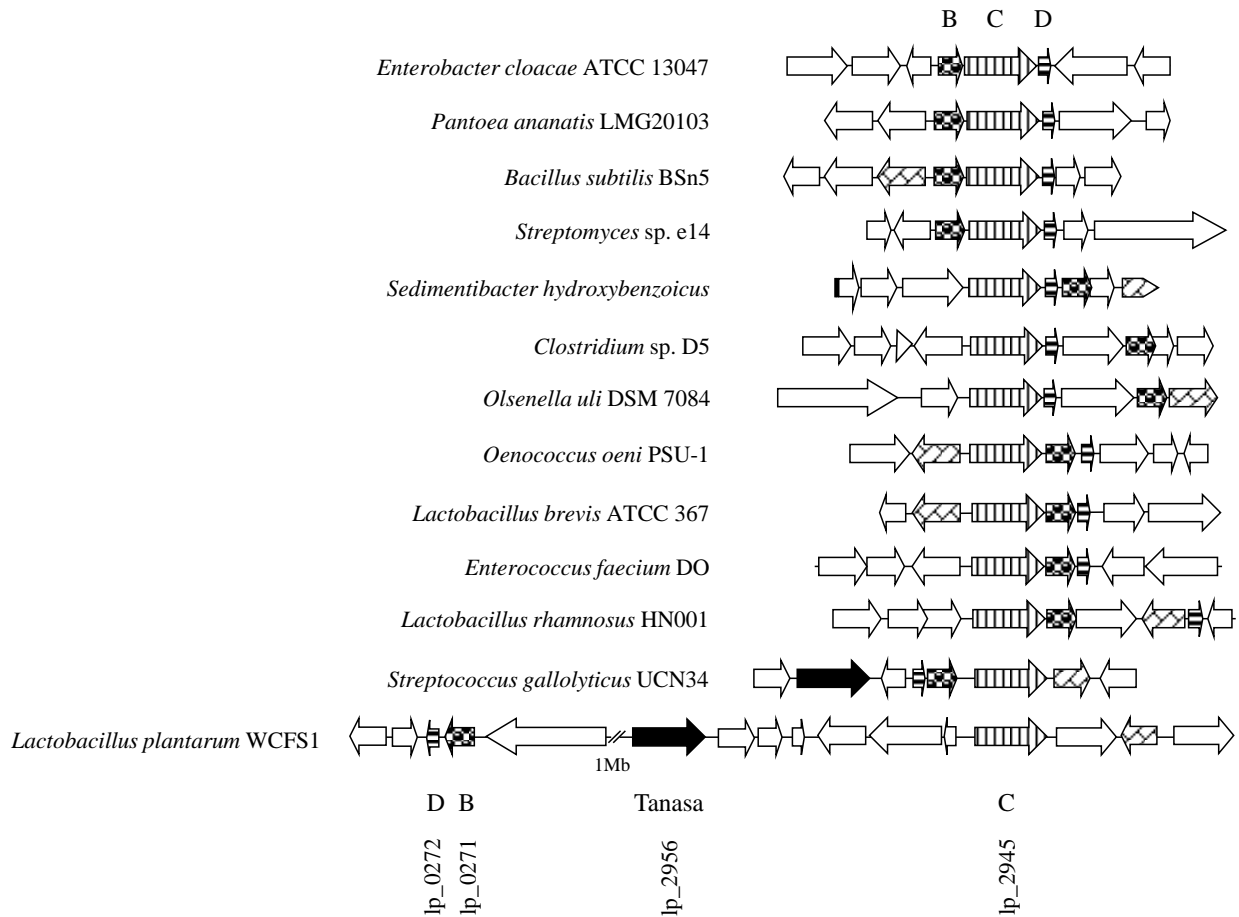 B C D
Enterobacter cloacae ATCC 13047
Pantoea ananatis LMG20103
Bacillus subtilis BSn5
Streptomyces sp. e14
Sedimentibacter hydroxybenzoicus
Clostridium sp. D5
Olsenella uli DSM 7084
Oenococcus oeni PSU-1
Lactobacillus brevis ATCC 367
Enterococcus faecium DO
Lactobacillus rhamnosus HN001
Streptococcus gallolyticus UCN34
Lactobacillus plantarum WCFS1
1Mb
D B Tanasa C
lp_0272 lp_0271 lp_2956 lp_2945